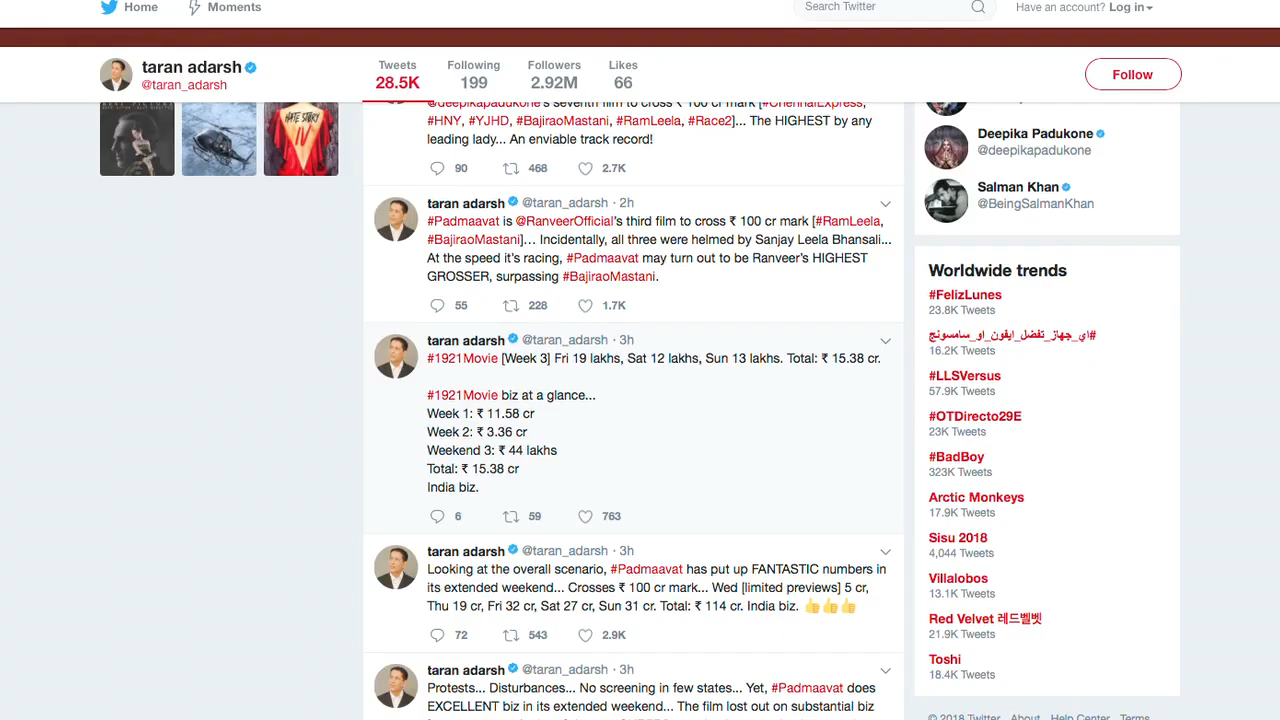 Home
Moments
Search Twitter
Have an account? Log in
taran adarsh
@taran_adarsh
Tweets
28.5K
Following
199
Followers
2.92M
Likes
66
Follow
HATE STORY
IV
@deepikapadukone's seventh film to cross ₹ 100 cr mark [#ChennaiExpress,
#HNY, #YJHD, #BajiraoMastani, #RamLeela, #Race2]... The HIGHEST by any
leading lady... An enviable track record!
90 468 2.7K
taran adarsh @taran_adarsh · 2h
#Padmaavat is @RanveerOfficial's third film to cross ₹ 100 cr mark [#RamLeela,
#BajiraoMastani]... Incidentally, all three were helmed by Sanjay Leela Bhansali...
At the speed it's racing, #Padmaavat may turn out to be Ranveer's HIGHEST
GROSSER, surpassing #BajiraoMastani.
55 228 1.7K
taran adarsh @taran_adarsh · 3h
#1921Movie [Week 3] Fri 19 lakhs, Sat 12 lakhs, Sun 13 lakhs. Total: ₹ 15.38 cr.
#1921Movie biz at a glance...
Week 1: ₹ 11.58 cr
Week 2: ₹ 3.36 cr
Weekend 3: ₹ 44 lakhs
Total: ₹ 15.38 cr
India biz.
6 59 763
taran adarsh @taran_adarsh · 3h
Looking at the overall scenario, #Padmaavat has put up FANTASTIC numbers in
its extended weekend... Crosses ₹ 100 cr mark... Wed [limited previews] 5 cr,
Thu 19 cr, Fri 32 cr, Sat 27 cr, Sun 31 cr. Total: ₹ 114 cr. India biz. 👍👍👍
72 543 2.9K
taran adarsh @taran_adarsh · 3h
Protests... Disturbances... No screening in few states... Yet, #Padmaavat does
EXCELLENT biz in its extended weekend... The film lost out on substantial biz
Deepika Padukone
@deepikapadukone
Salman Khan
@BeingSalmanKhan
Worldwide trends
#FelizLunes
23.8K Tweets
#اي_جهاز_تفضل_ايفون_او_سامسونج
16.2K Tweets
#LLSVersus
57.9K Tweets
#OTDirecto29E
23K Tweets
#BadBoy
323K Tweets
Arctic Monkeys
17.9K Tweets
Sisu 2018
4,044 Tweets
Villalobos
13.1K Tweets
Red Velvet 레드벨벳
21.9K Tweets
Toshi
18.4K Tweets
© 2018 Twitter About Help Center Terms